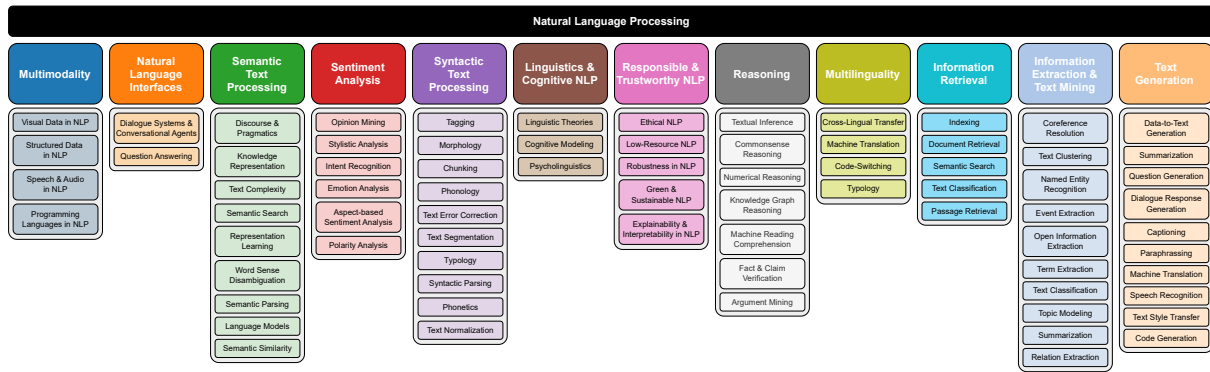 Natural Language Processing
Multimodality
Visual Data in NLP
Structured Data
in NLP
Speech & Audio
in NLP
Programming
Languages in NLP
Natural
Language
Interfaces
Dialogue Systems &
Conversational Agents
Question Answering
Semantic
Text
Processing
Discourse &
Pragmatics
Knowledge
Representation
Text Complexity
Semantic Search
Representation
Learning
Word Sense
Disambiguation
Semantic Parsing
Language Models
Semantic Similarity
Sentiment
Analysis
Opinion Mining
Stylistic Analysis
Intent Recognition
Emotion Analysis
Aspect-based
Sentiment Analysis
Polarity Analysis
Syntactic
Text
Processing
Tagging
Morphology
Chunking
Phonology
Text Error Correction
Text Segmentation
Typology
Syntactic Parsing
Phonetics
Text Normalization
Linguistics &
Cognitive NLP
Linguistic Theories
Cognitive Modeling
Psycholinguistics
Responsible &
Trustworthy NLP
Ethical NLP
Low-Resource NLP
Robustness in NLP
Green &
Sustainable NLP
Explainability &
Interpretability in NLP
Reasoning
Textual Inference
Commonsense
Reasoning
Numerical Reasoning
Knowledge Graph
Reasoning
Machine Reading
Comprehension
Fact & Claim
Verification
Argument Mining
Multilinguality
Cross-Lingual Transfer
Machine Translation
Code-Switching
Typology
Information
Retrieval
Indexing
Document Retrieval
Semantic Search
Text Classification
Passage Retrieval
Information
Extraction &
Text Mining
Coreference
Resolution
Text Clustering
Named Entity
Recognition
Event Extraction
Open Information
Extraction
Term Extraction
Text Classification
Topic Modeling
Summarization
Relation Extraction
Text
Generation
Data-to-Text
Generation
Summarization
Question Generation
Dialogue Response
Generation
Captioning
Paraphrasing
Machine Translation
Speech Recognition
Text Style Transfer
Code Generation